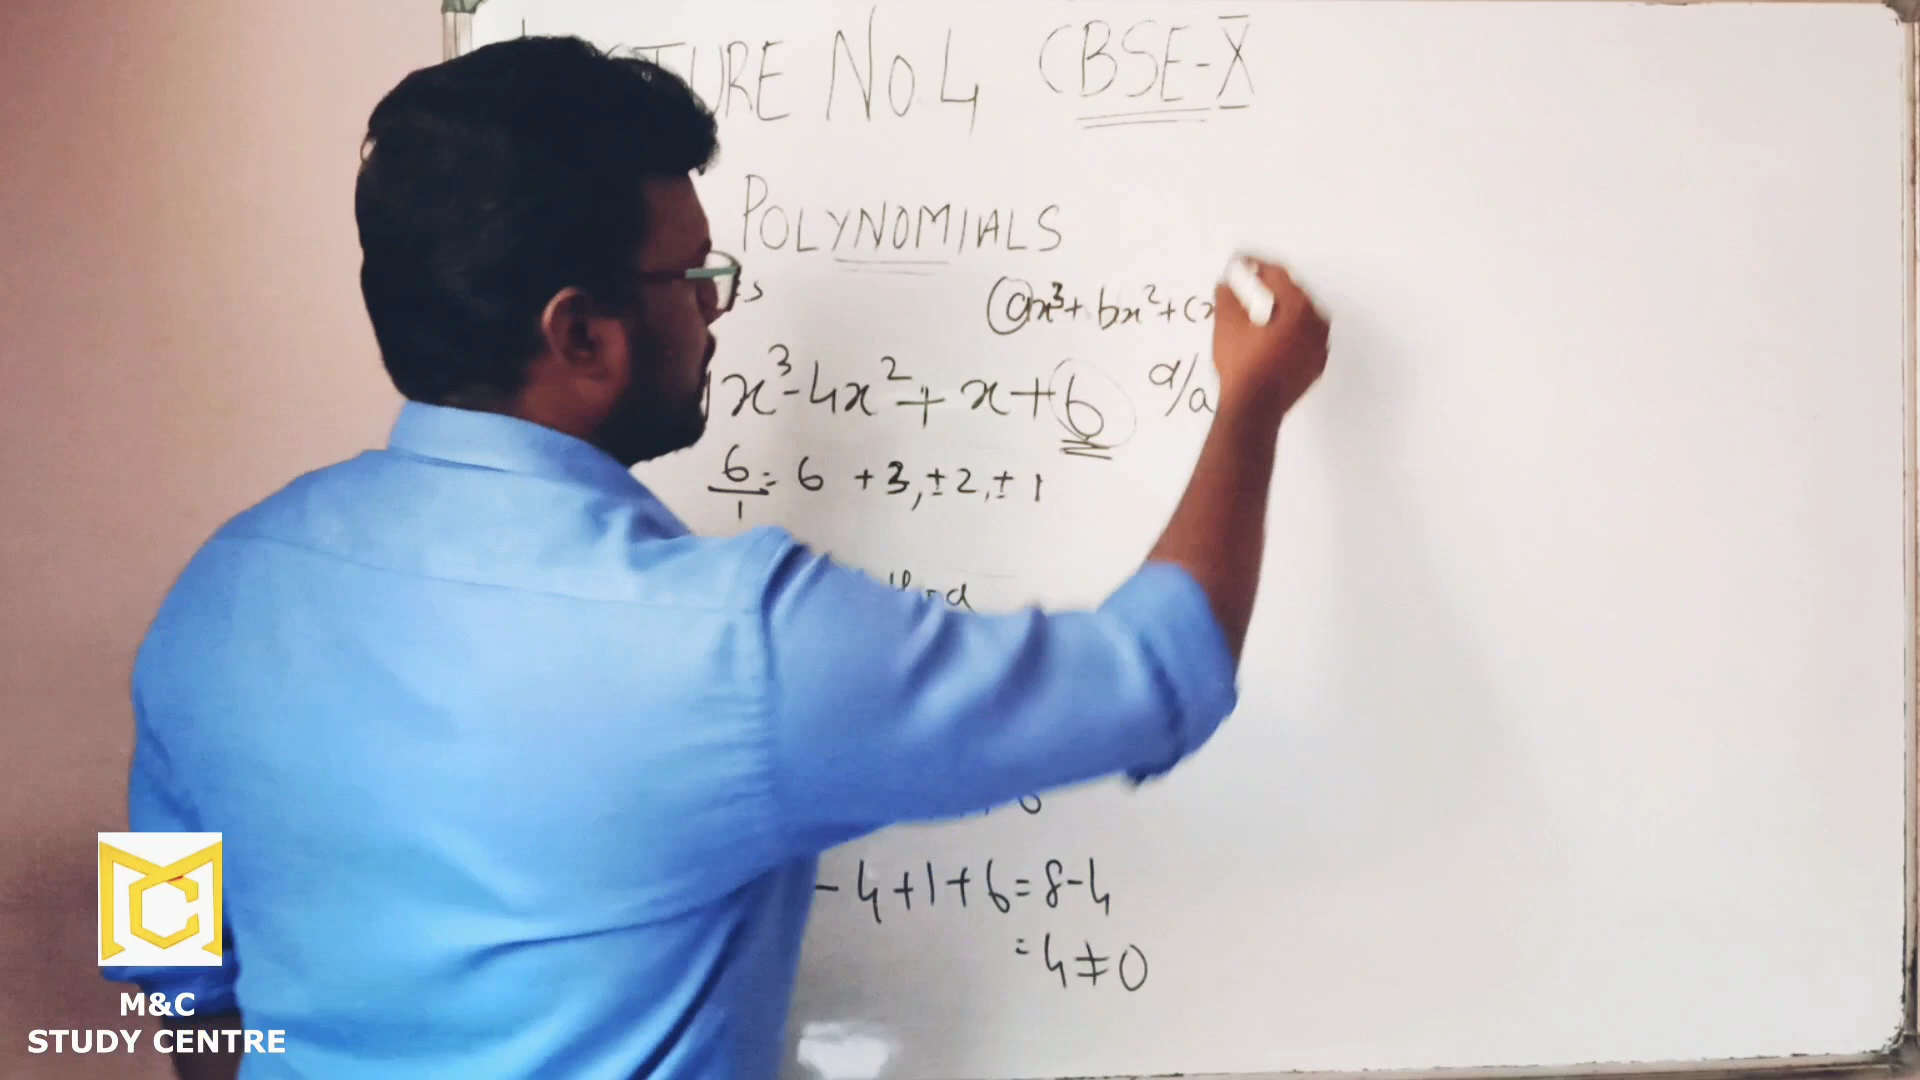 TURE No 4 CBSE-X
POLYNOMIALS
ax³+ bx² + cx
x³-4x²+ x+6 d/a
6/1 = 6 +3, ±2, ± 1
- 4+1+6=8-4
= 4≠0
M&C
STUDY CENTRE